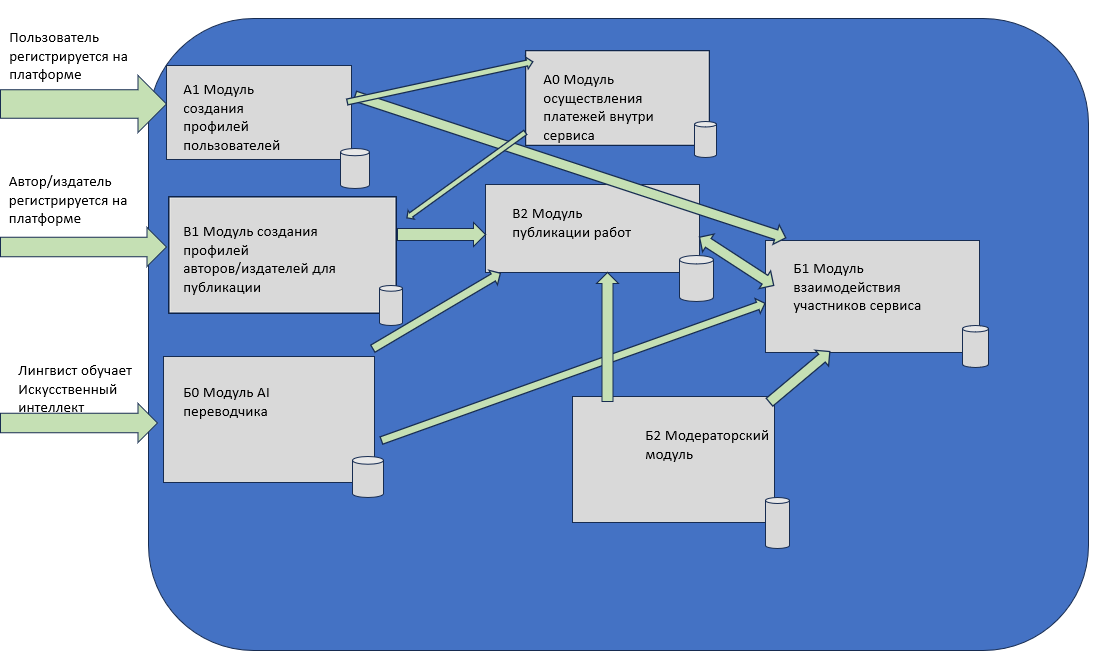 Пользователь
регистрируется на
платформе
А1 Модуль
создания
профилей
пользователей
А0 Модуль
осуществления
платежей внутри
сервиса
Автор/издатель
регистрируется на
платформе
В1 Модуль создания
профилей
авторов/издателей для
публикации
В2 Модуль
публикации работ
Б1 Модуль
взаимодействия
участников сервиса
Лингвист обучает
Искусственный
интеллект
Б0 Модуль AI
переводчика
Б2 Модераторский
модуль